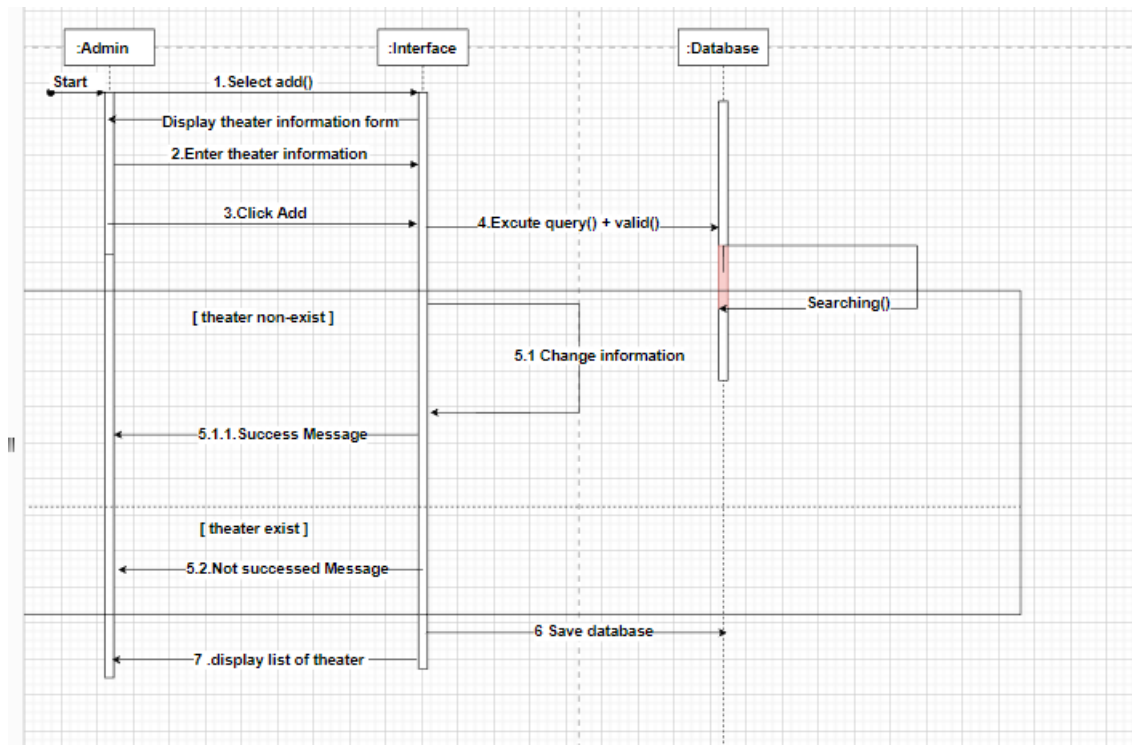 :Admin
:Interface
:Database
Start
1.Select add()
Display theater information form
2.Enter theater information
3.Click Add
4.Excute query() + valid()
Searching()
[ theater non-exist ]
5.1 Change information
5.1.1.Success Message
[ theater exist ]
5.2.Not successed Message
6 Save database
7 .display list of theater